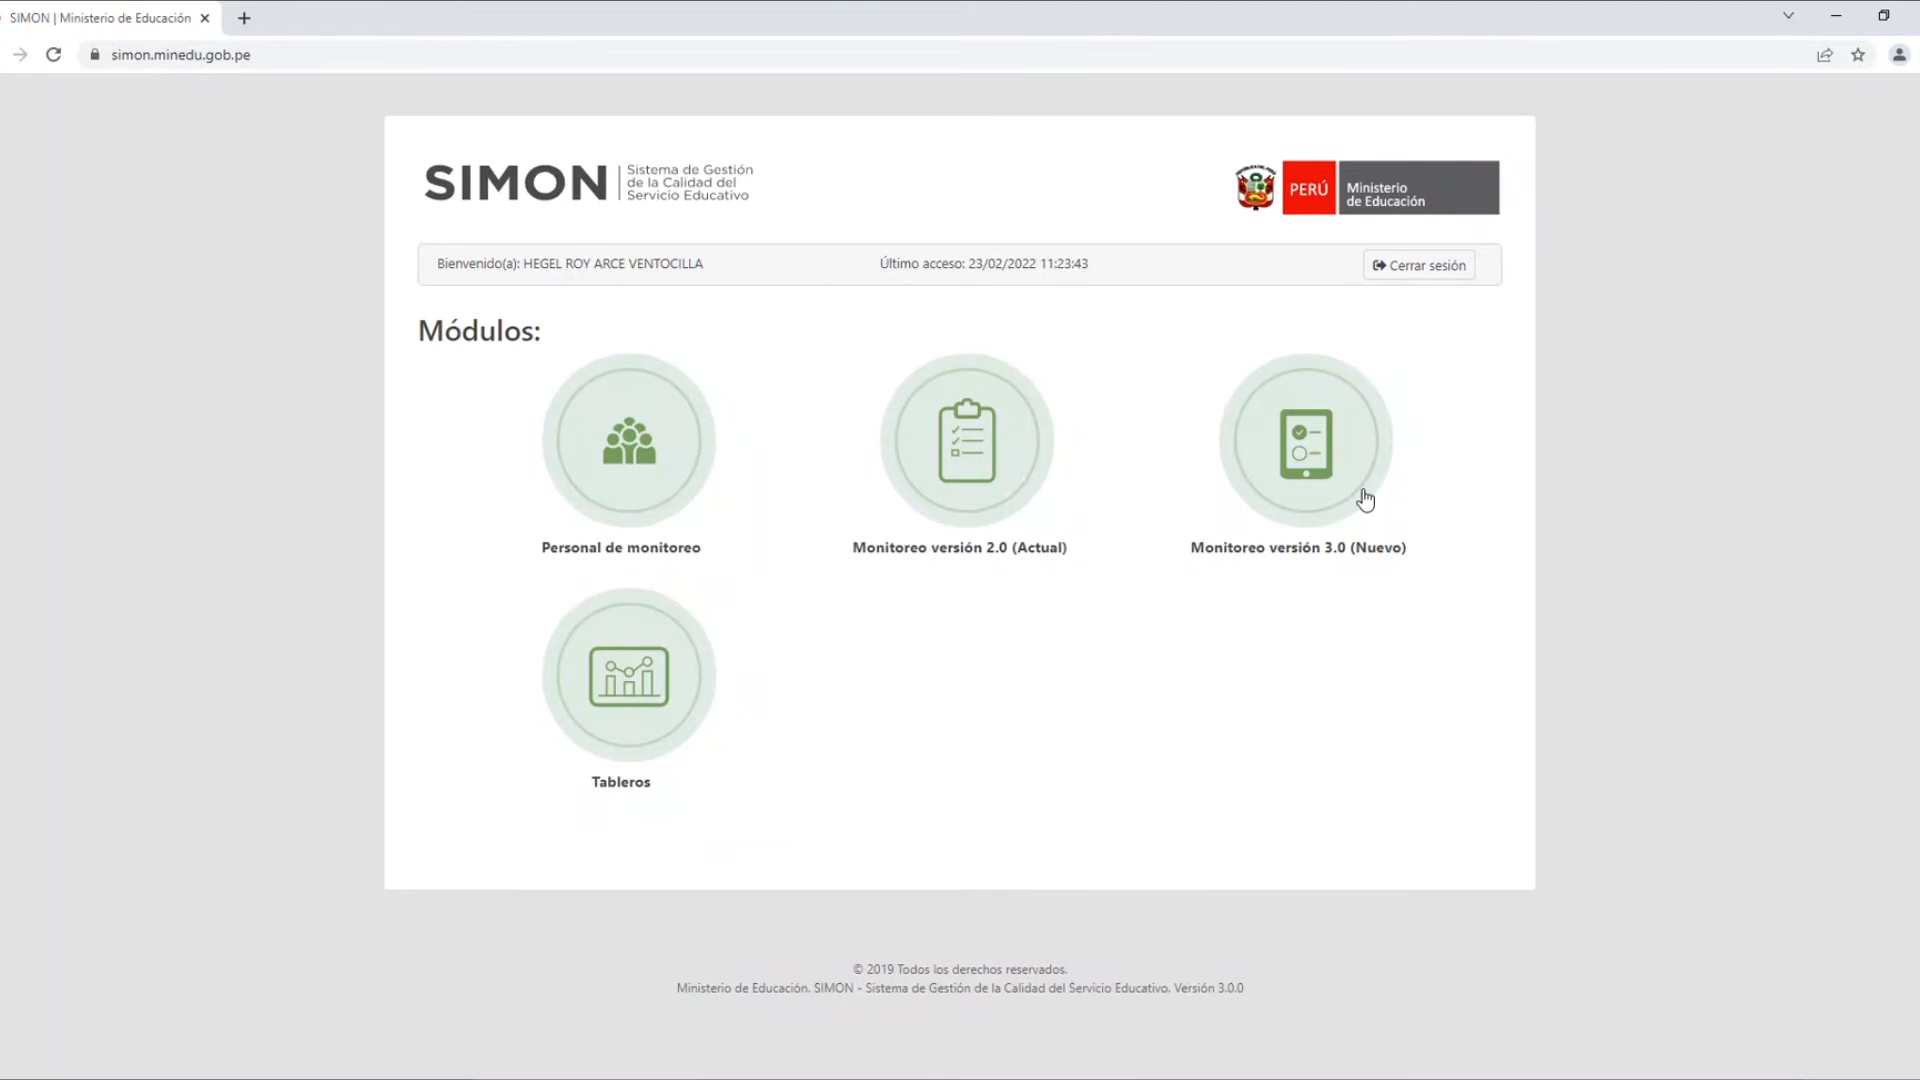 SIMON | Ministerio de Educación
simon.minedu.gob.pe
SIMON
Sistema de Gestión
de la Calidad del
Servicio Educativo
PERÚ
Ministerio
de Educación
Bienvenido(a): HEGEL ROY ARCE VENTOCILLA
Último acceso: 23/02/2022 11:23:43
Cerrar sesión
Módulos:
Personal de monitoreo
Monitoreo versión 2.0 (Actual)
Monitoreo versión 3.0 (Nuevo)
Tableros
© 2019 Todos los derechos reservados.
Ministerio de Educación. SIMON - Sistema de Gestión de la Calidad del Servicio Educativo. Versión 3.0.0